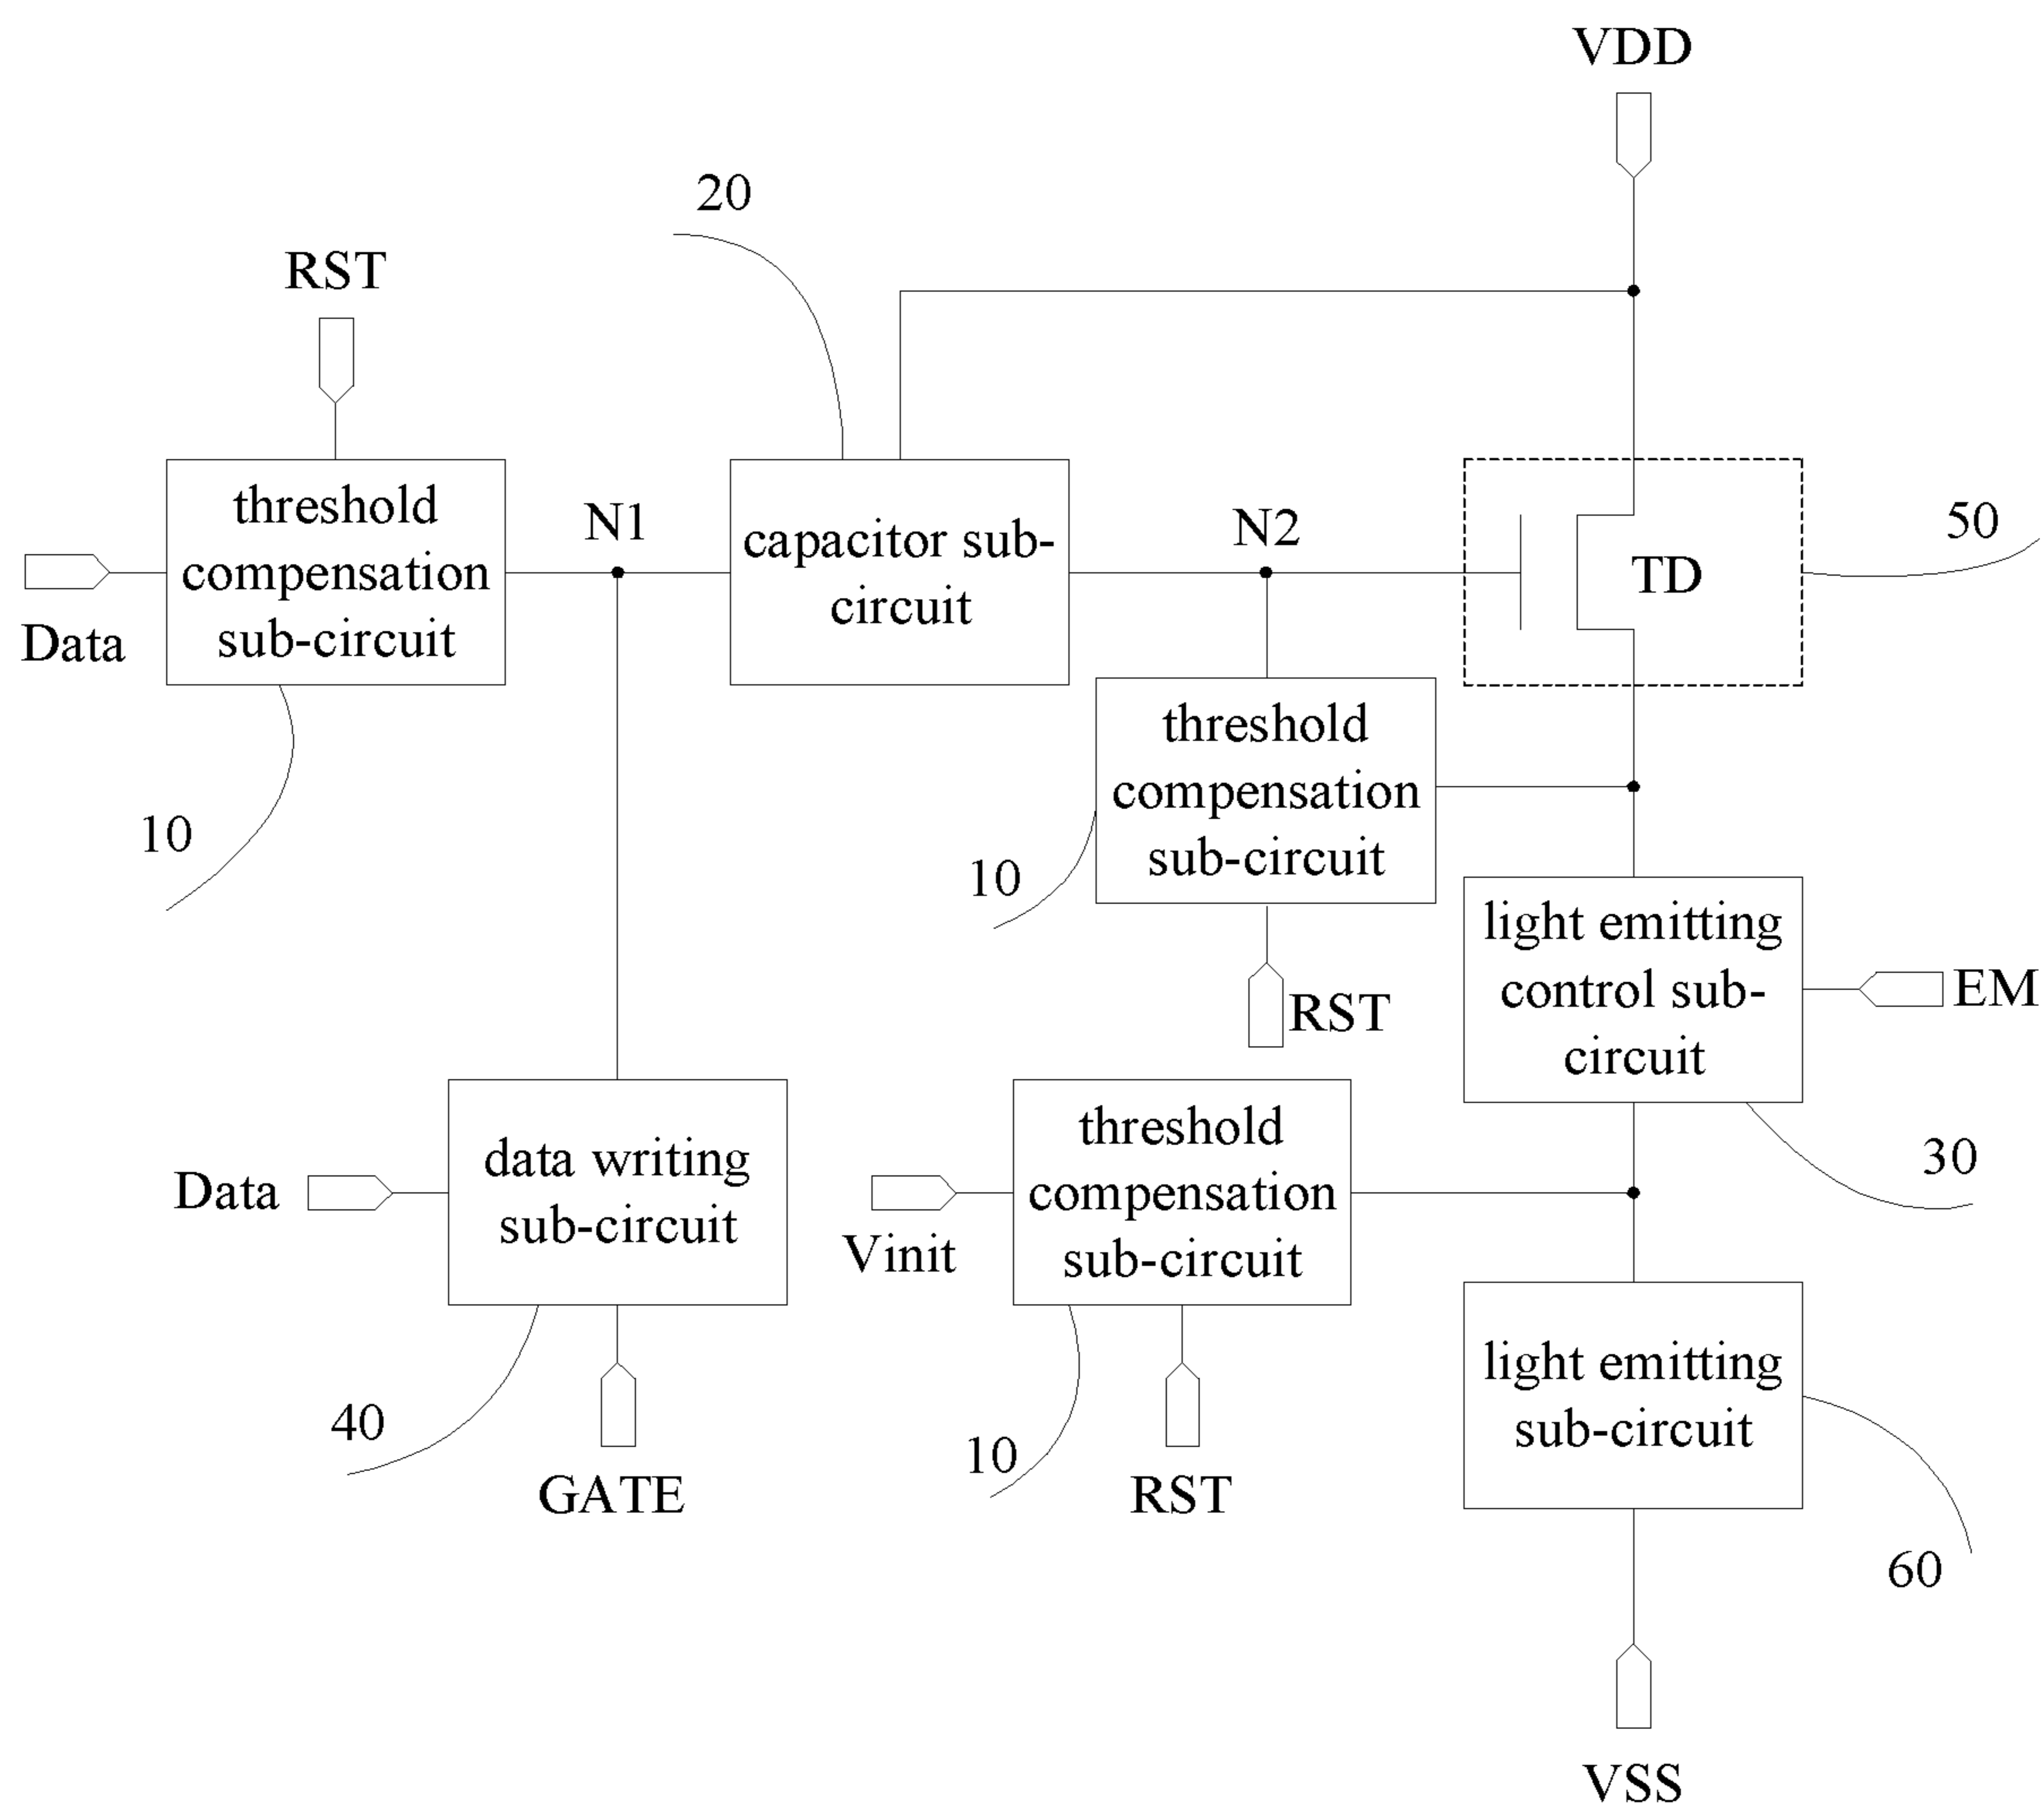 VDD
20
RST
threshold
compensation
sub-circuit
N1
capacitor sub-
circuit
N2
TD
50
Data
10
threshold
compensation
sub-circuit
10
RST
light emitting
control sub-
circuit
EM
30
Data
data writing
sub-circuit
40
GATE
Vinit
threshold
compensation
sub-circuit
10
RST
light emitting
sub-circuit
60
VSS